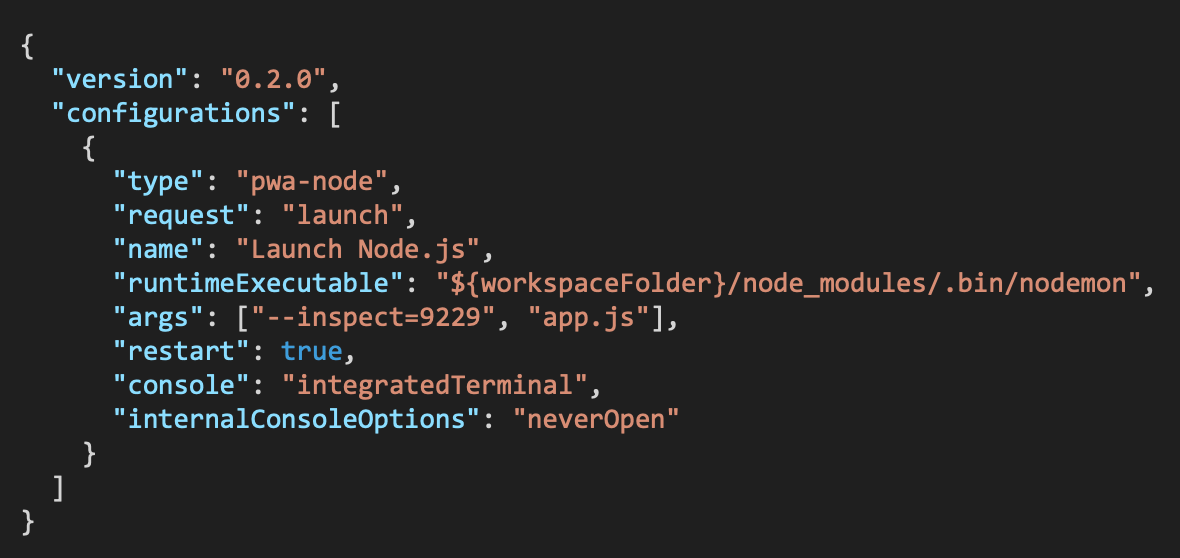 {
  "version": "0.2.0",
  "configurations": [
    {
      "type": "pwa-node",
      "request": "launch",
      "name": "Launch Node.js",
      "runtimeExecutable": "${workspaceFolder}/node_modules/.bin/nodemon",
      "args": ["--inspect=9229", "app.js"],
      "restart": true,
      "console": "integratedTerminal",
      "internalConsoleOptions": "neverOpen"
    }
  ]
}